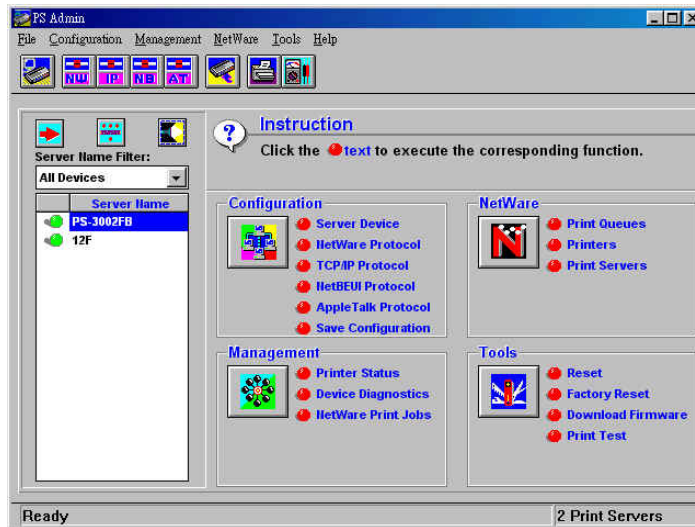 PS Admin
File Configuration Management NetWare Tools Help
NW IP NB AT
Server Name Filter:
All Devices
Server Name
PS-3002FB
12F
Instruction
Click the text to execute the corresponding function.
Configuration
Server Device
NetWare Protocol
TCP/IP Protocol
NetBEUI Protocol
AppleTalk Protocol
Save Configuration
NetWare
N
Print Queues
Printers
Print Servers
Management
Printer Status
Device Diagnostics
NetWare Print Jobs
Tools
Reset
Factory Reset
Download Firmware
Print Test
Ready
2 Print Servers